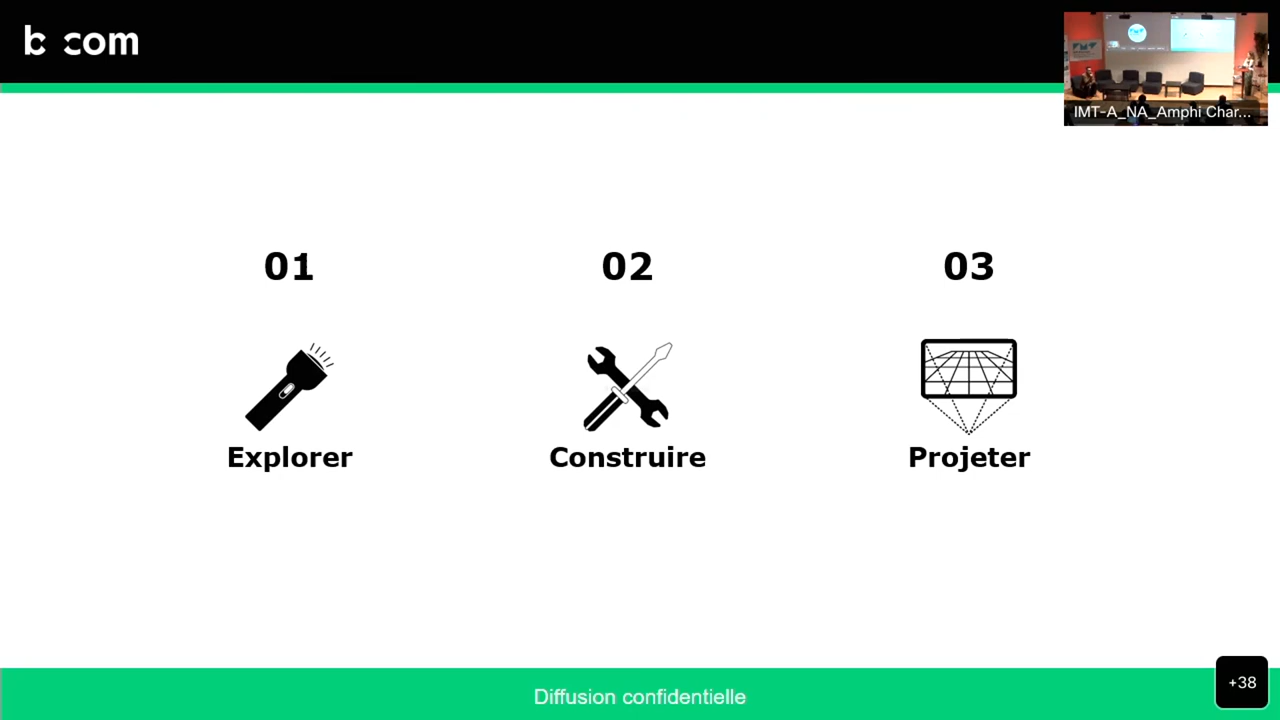 b com
IMT-A_NA_Amphi Char...
01
02
03
Explorer
Construire
Projeter
Diffusion confidentielle
+38